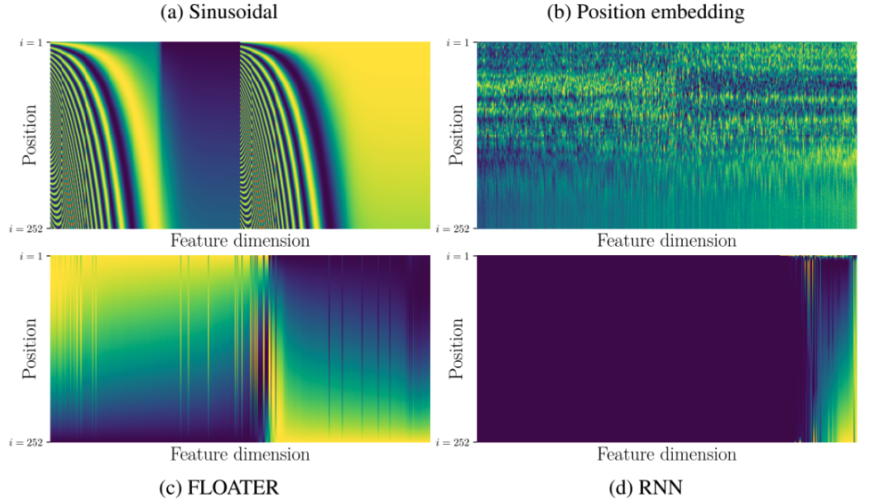 (a) Sinusoidal
(b) Position embedding
i = 1
Position
i = 252
Feature dimension
i = 1
Position
i = 252
Feature dimension
i = 1
Position
i = 252
Feature dimension
i = 1
Position
i = 252
Feature dimension
(c) FLOATER
(d) RNN